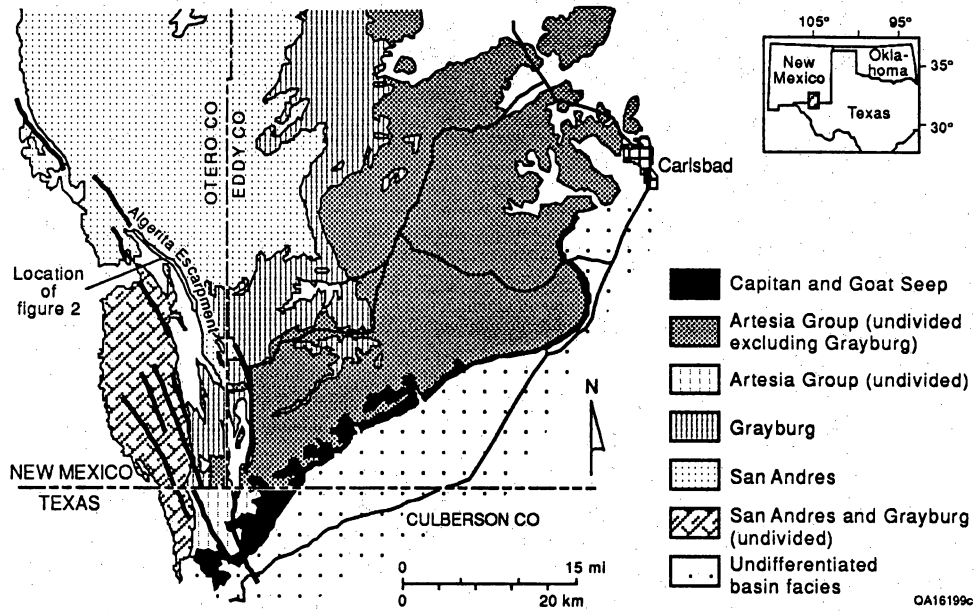 105°
95°
New
Mexico
Okla-
homa
35°
Texas
30°
OTERO CO
EDDY CO
Carlsbad
Algerita Escarpment
Location
of
figure 2
Capitan and Goat Seep
Artesia Group (undivided
excluding Grayburg)
Artesia Group (undivided)
N
Grayburg
NEW MEXICO
TEXAS
San Andres
CULBERSON CO
San Andres and Grayburg
(undivided)
Undifferentiated
basin facies
0
15 mi
0
20 km
QA16199c